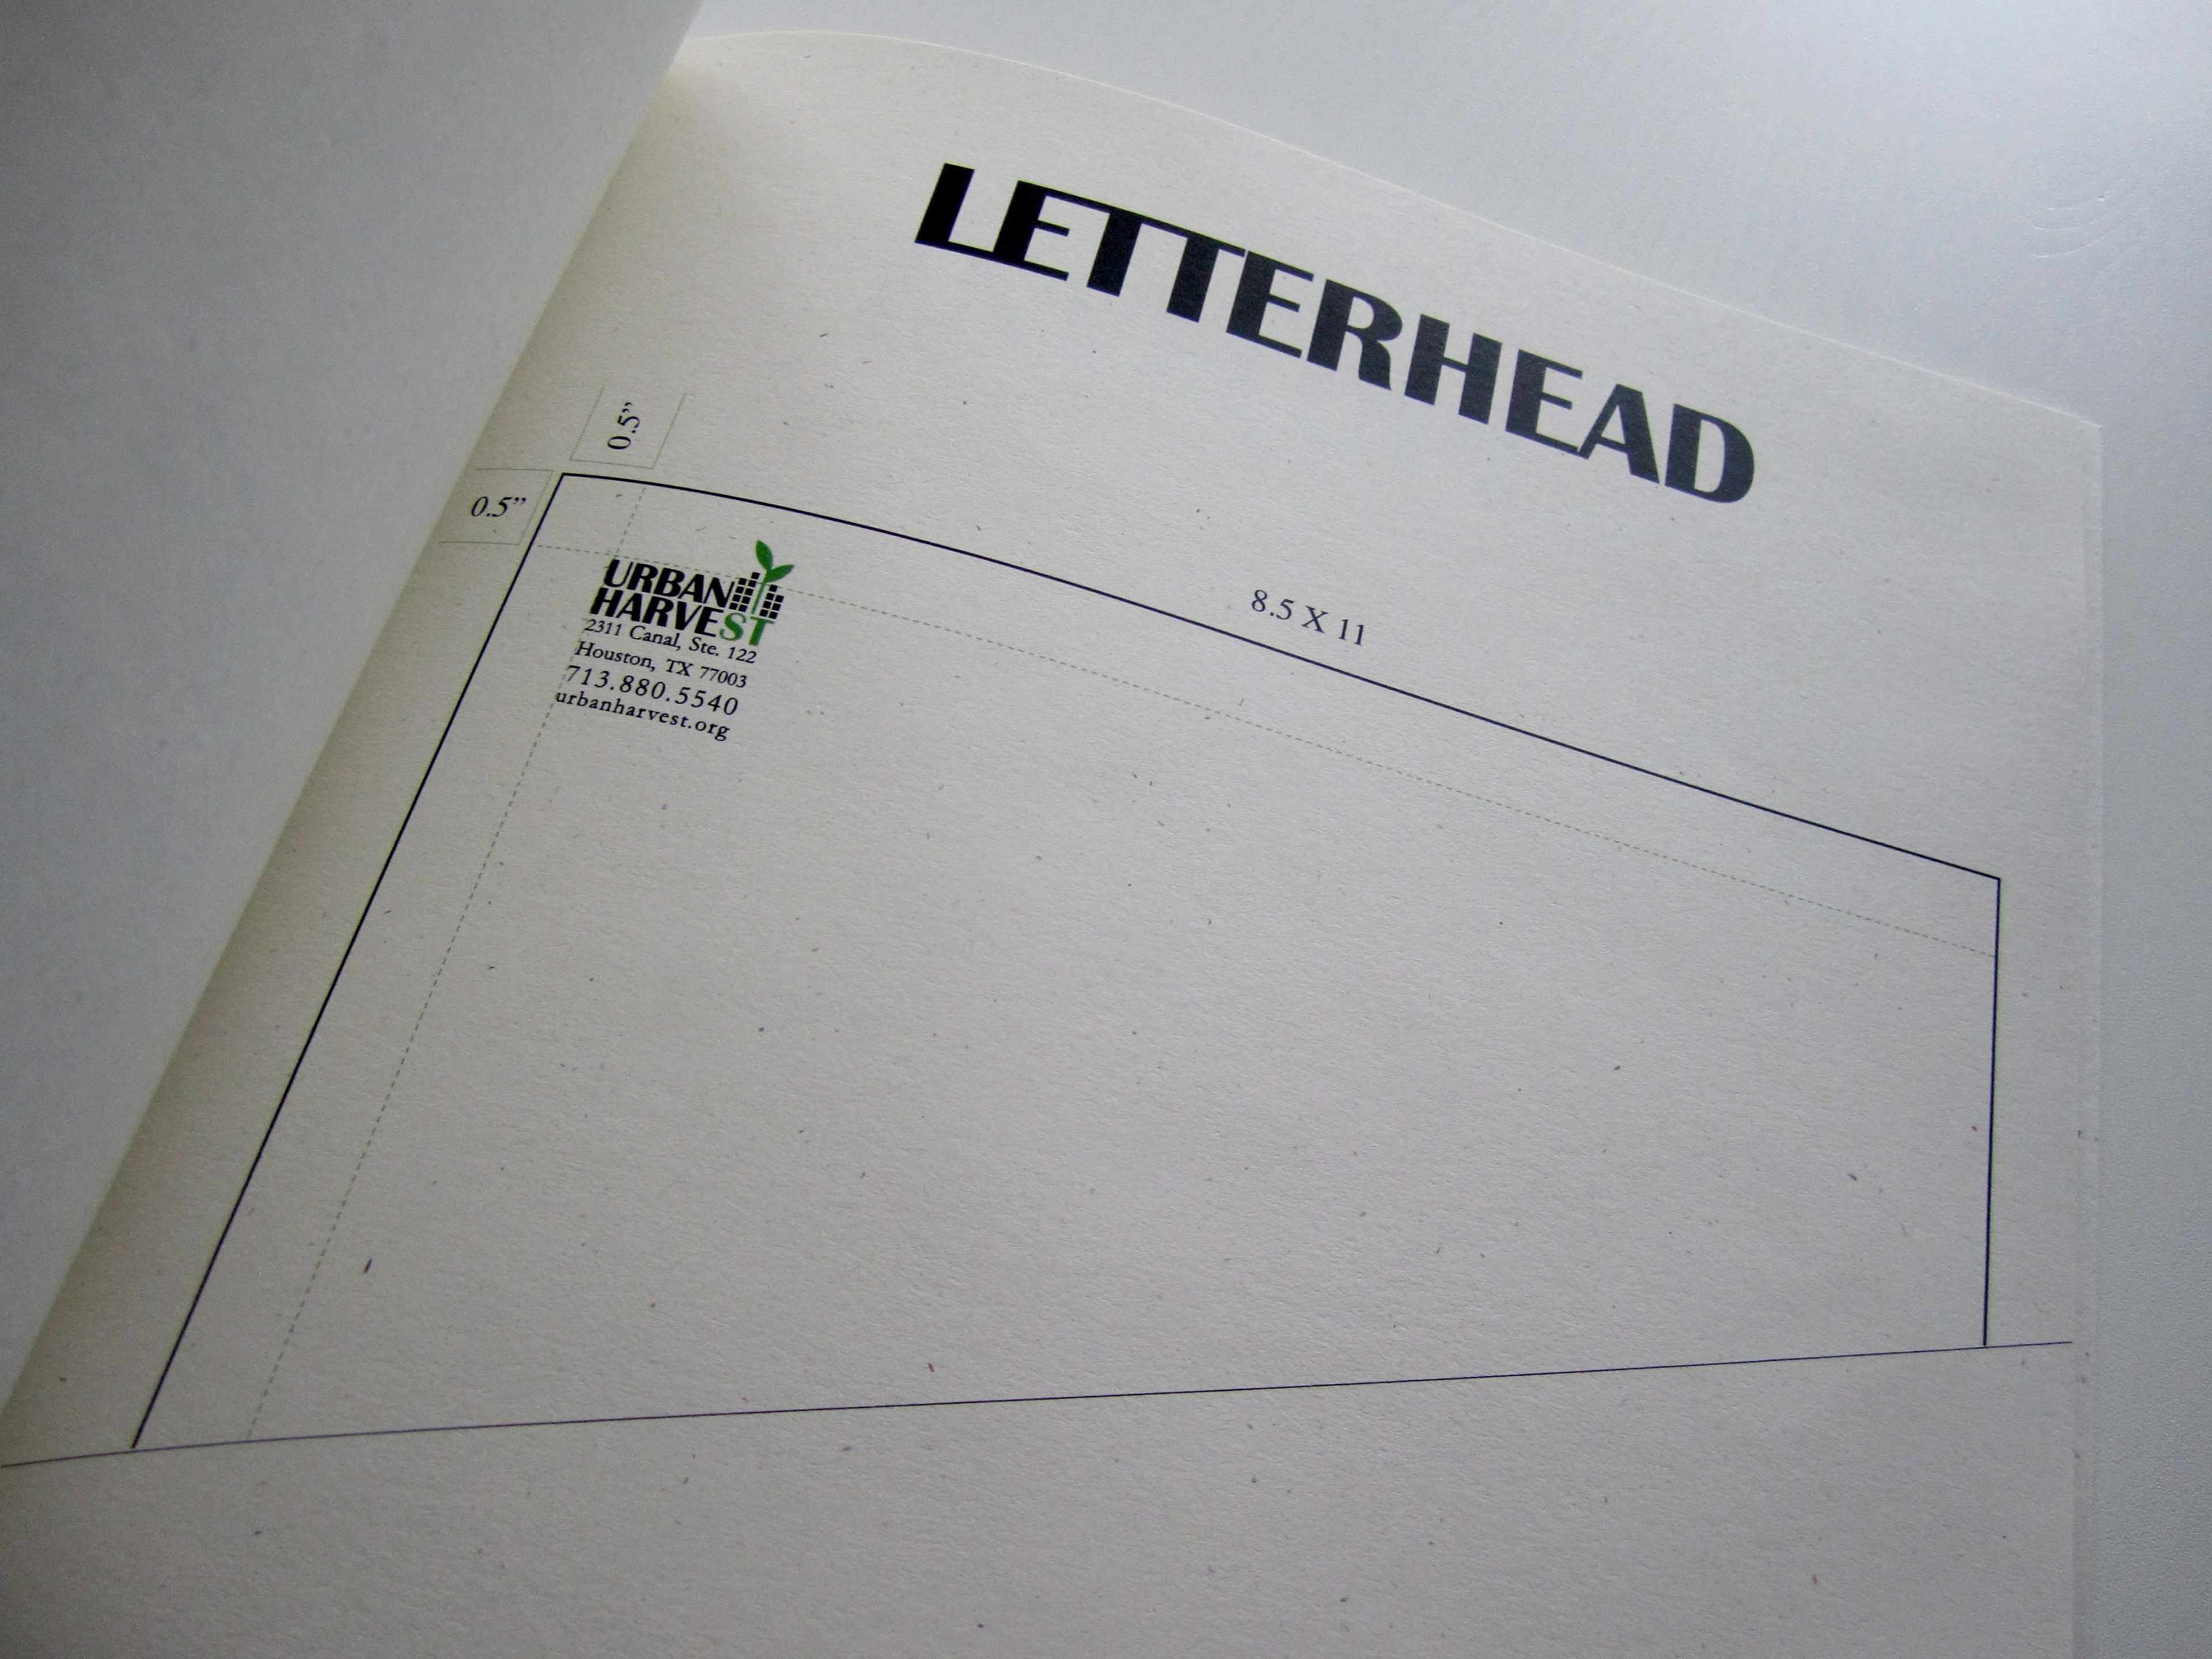 LETTERHEAD
0.5”
0.5”
8.5 X 11
URBAN
HARVEST
2311 Canal, Ste. 122
Houston, TX 77003
713.880.5540
urbanharvest.org